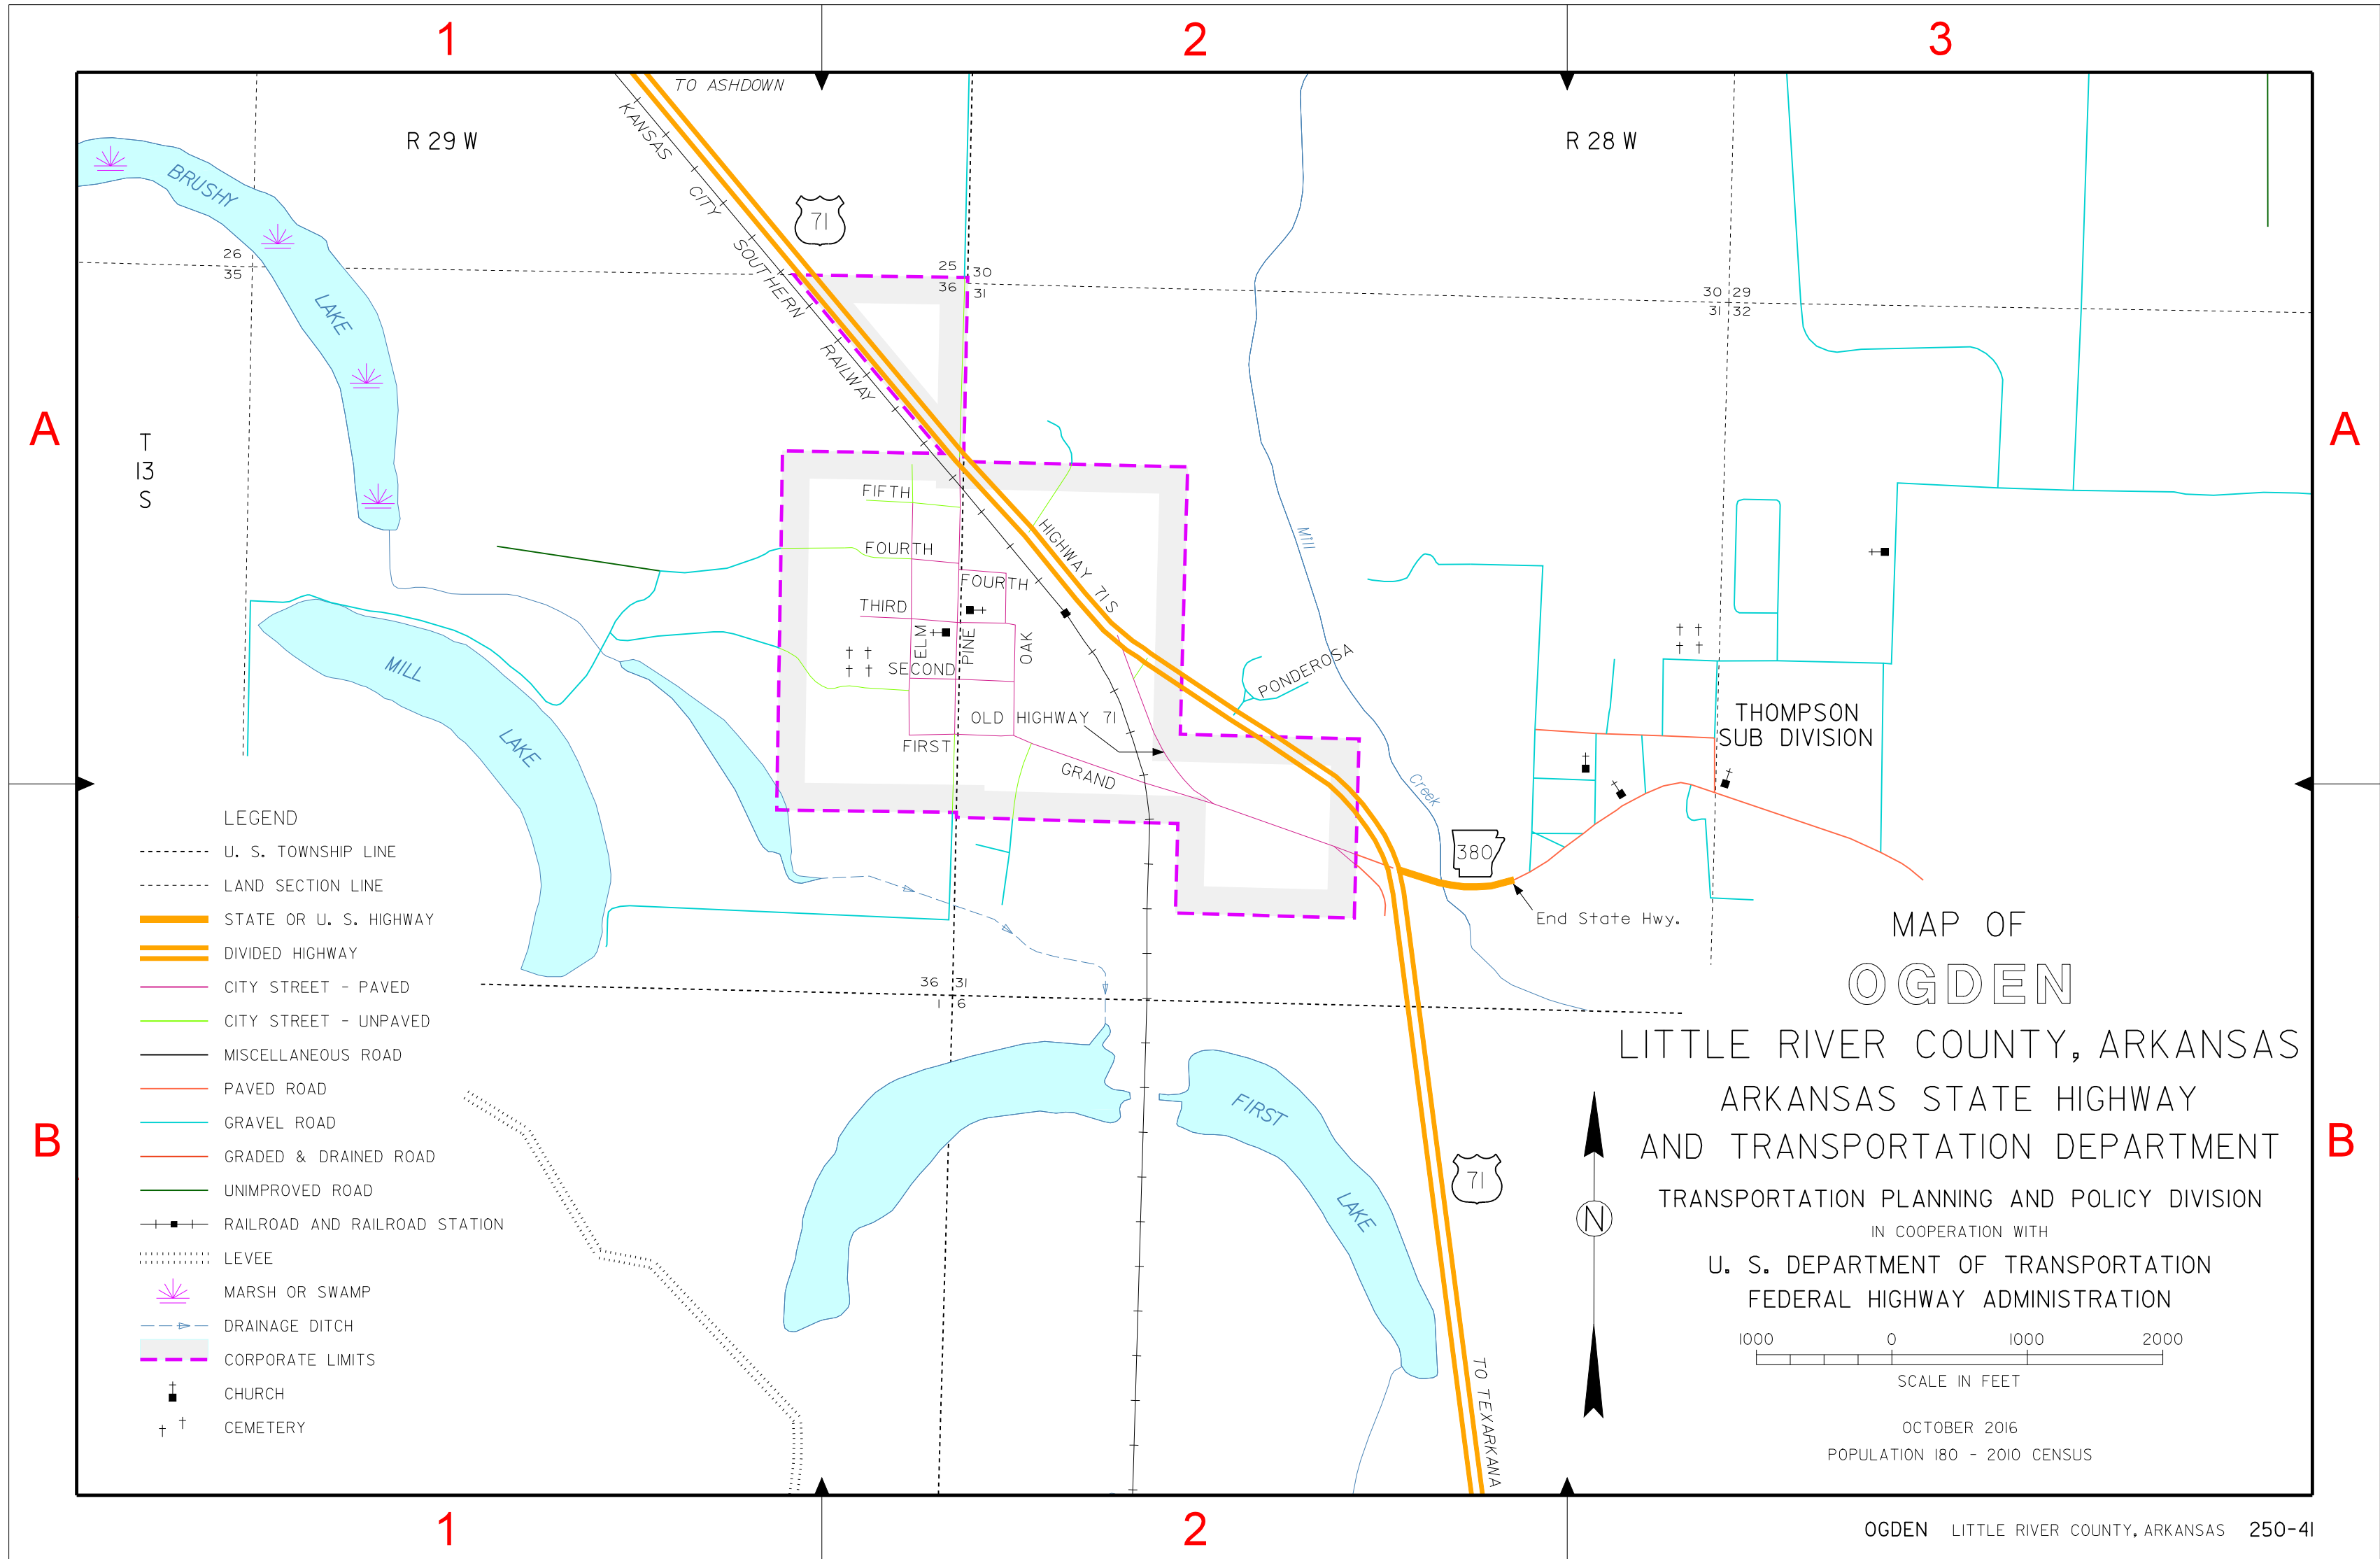 1
2
3
TO ASHDOWN
KANSAS
CITY
SOUTHERN
RAILWAY
R 29 W
R 28 W
71
BRUSHY
LAKE
26
35
25
30
36
31
30
29
31
32
A
A
T
13
S
FIFTH
FOURTH
FOURTH
THIRD
SECOND
FIRST
ELM
PINE
OAK
HIGHWAY 71 S
OLD HIGHWAY 71
GRAND
PONDEROSA
Mill
Creek
MILL
LAKE
THOMPSON
SUB DIVISION
380
End State Hwy.
36
31
1
6
FIRST
LAKE
71
TO TEXARKANA
B
B
LEGEND
U. S. TOWNSHIP LINE
LAND SECTION LINE
STATE OR U. S. HIGHWAY
DIVIDED HIGHWAY
CITY STREET - PAVED
CITY STREET - UNPAVED
MISCELLANEOUS ROAD
PAVED ROAD
GRAVEL ROAD
GRADED & DRAINED ROAD
UNIMPROVED ROAD
RAILROAD AND RAILROAD STATION
LEVEE
MARSH OR SWAMP
DRAINAGE DITCH
CORPORATE LIMITS
CHURCH
CEMETERY
N
MAP OF
OGDEN
LITTLE RIVER COUNTY, ARKANSAS
ARKANSAS STATE HIGHWAY
AND TRANSPORTATION DEPARTMENT
TRANSPORTATION PLANNING AND POLICY DIVISION
IN COOPERATION WITH
U. S. DEPARTMENT OF TRANSPORTATION
FEDERAL HIGHWAY ADMINISTRATION
1000 0 1000 2000
SCALE IN FEET
OCTOBER 2016
POPULATION 180 - 2010 CENSUS
1
2
OGDEN LITTLE RIVER COUNTY, ARKANSAS 250-41